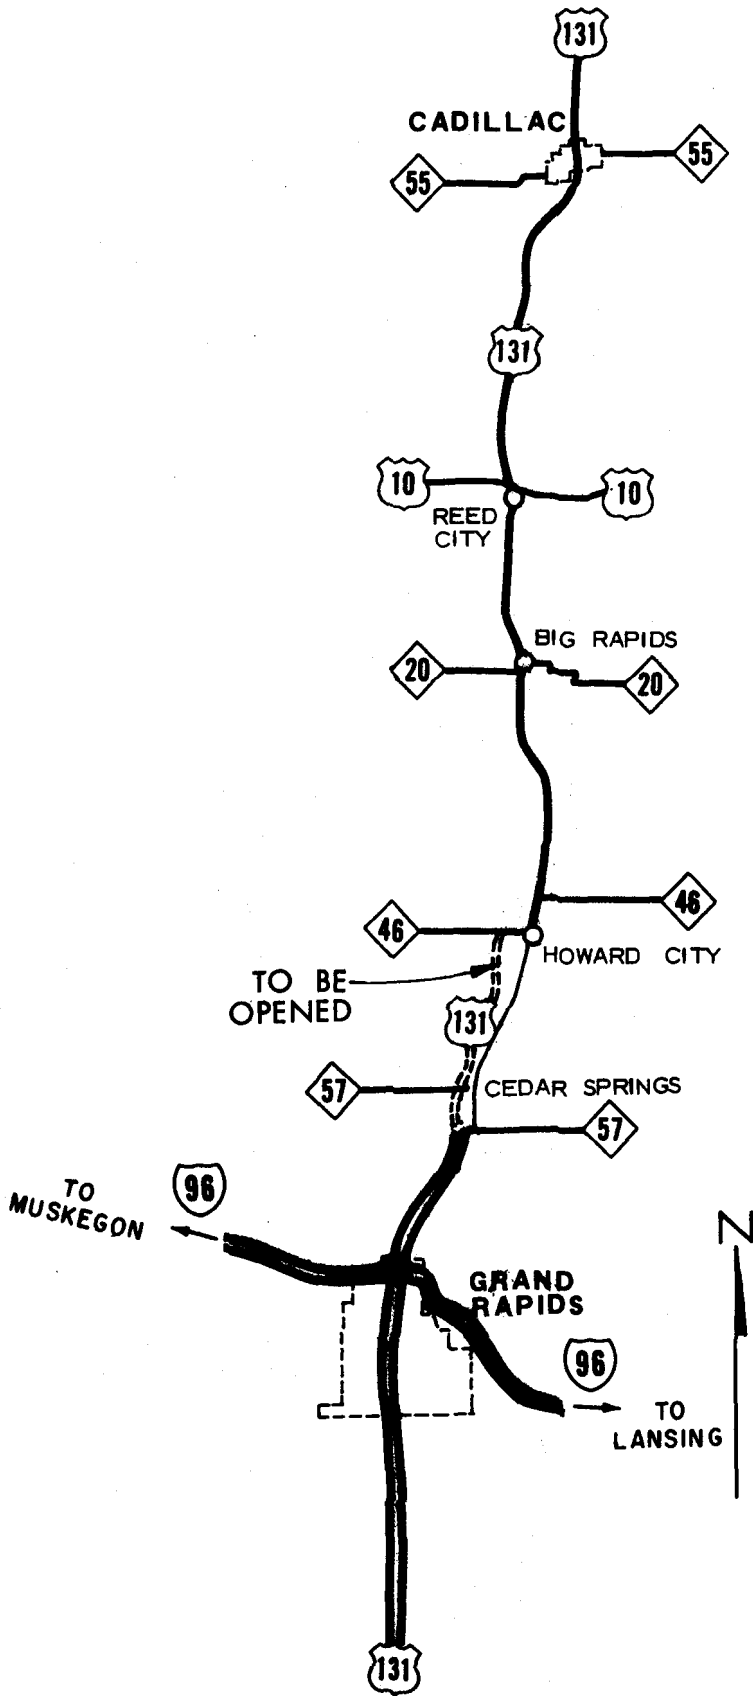 131
CADILLAC
55
55
131
10
10
REED
CITY
BIG RAPIDS
20
20
46
46
HOWARD CITY
TO BE
OPENED
131
57
CEDAR SPRINGS
57
TO
MUSKEGON
96
N
GRAND
RAPIDS
96
TO
LANSING
131